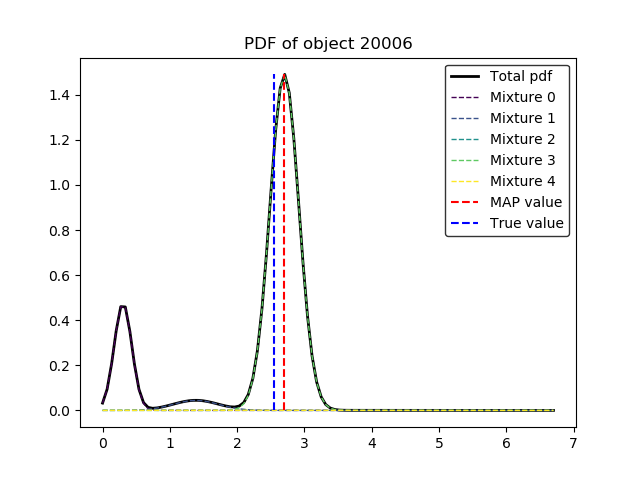 PDF of object 20006
Total pdf
Mixture 0
Mixture 1
Mixture 2
Mixture 3
Mixture 4
MAP value
True value
1.4
1.2
1.0
0.8
0.6
0.4
0.2
0.0
0 1 2 3 4 5 6 7